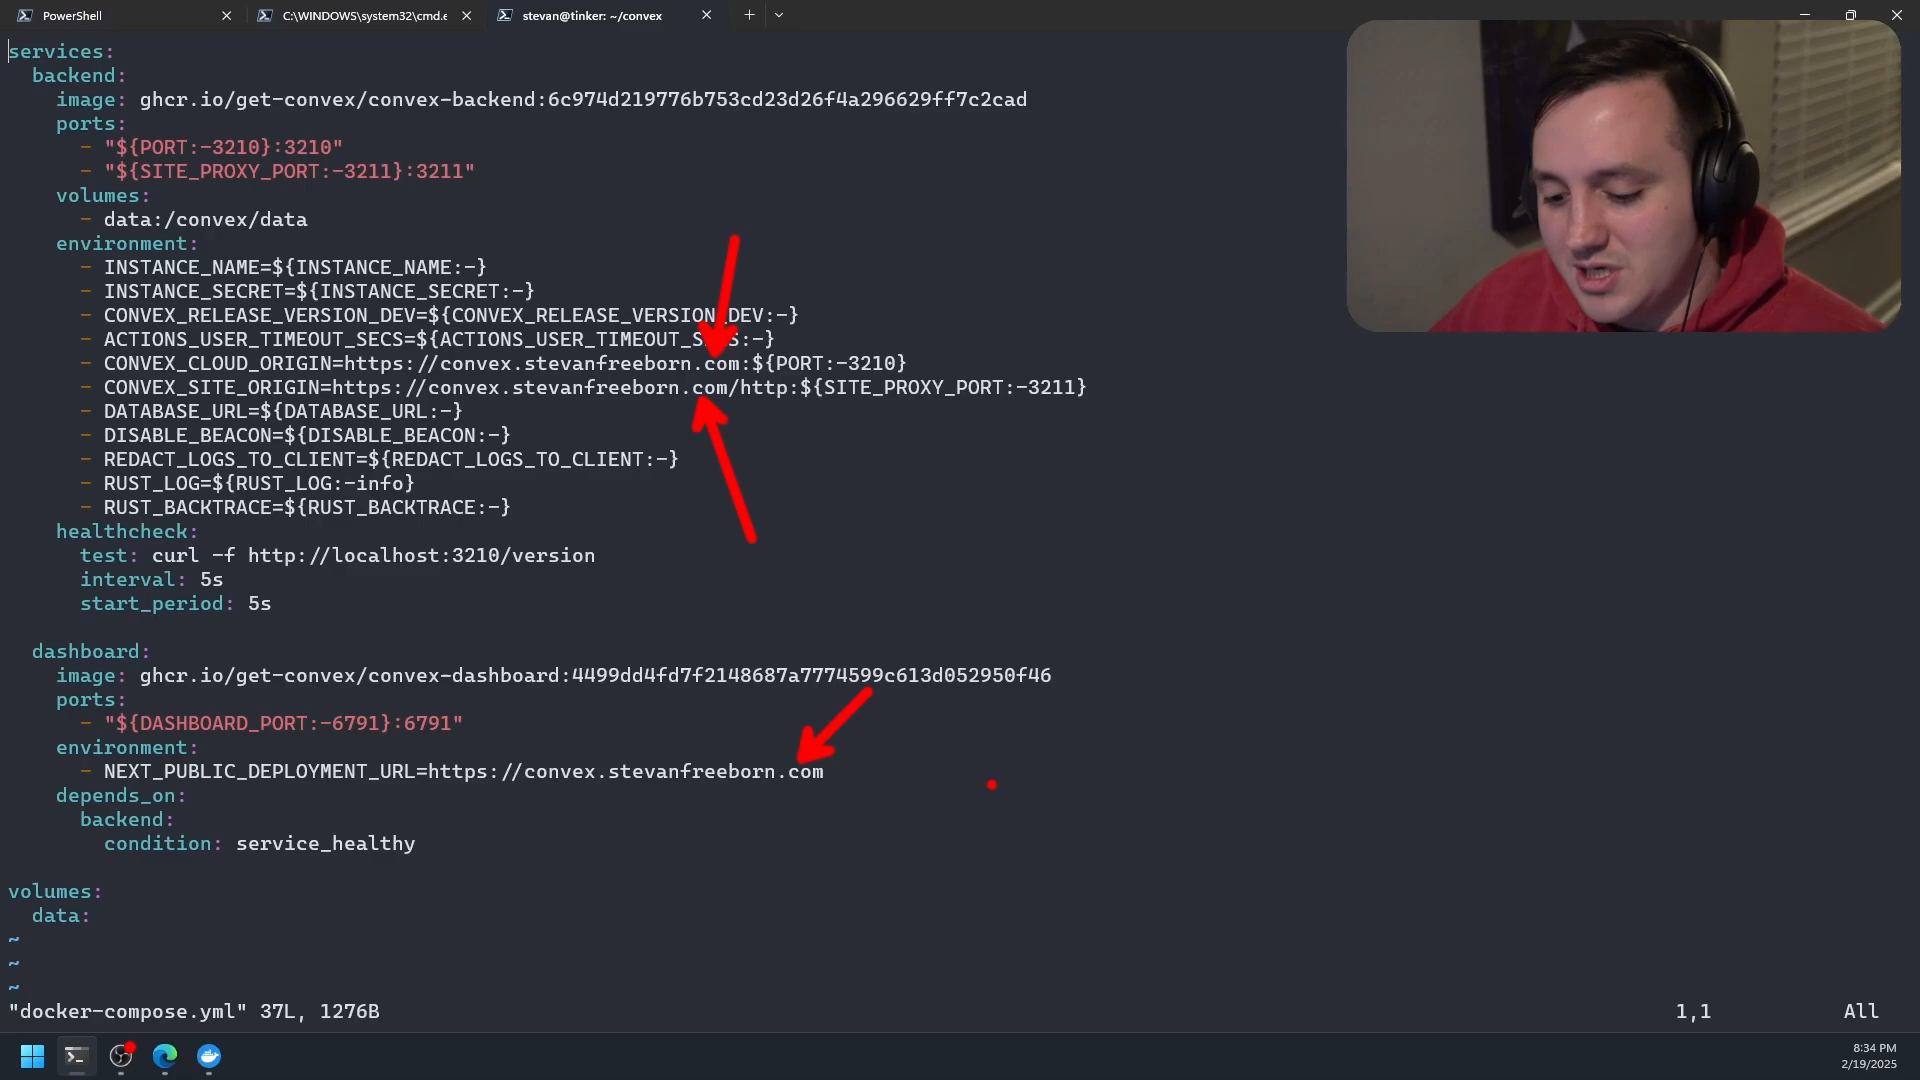 PowerShell
C:\WINDOWS\system32\cmd.e
stevan@tinker: ~/convex
services:
  backend:
    image: ghcr.io/get-convex/convex-backend:6c974d219776b753cd23d26f4a296629ff7c2cad
    ports:
      - "${PORT:-3210}:3210"
      - "${SITE_PROXY_PORT:-3211}:3211"
    volumes:
      - data:/convex/data
    environment:
      - INSTANCE_NAME=${INSTANCE_NAME:-}
      - INSTANCE_SECRET=${INSTANCE_SECRET:-}
      - CONVEX_RELEASE_VERSION_DEV=${CONVEX_RELEASE_VERSION_DEV:-}
      - ACTIONS_USER_TIMEOUT_SECS=${ACTIONS_USER_TIMEOUT_SECS:-}
      - CONVEX_CLOUD_ORIGIN=https://convex.stevanfreeborn.com:${PORT:-3210}
      - CONVEX_SITE_ORIGIN=https://convex.stevanfreeborn.com/http:${SITE_PROXY_PORT:-3211}
      - DATABASE_URL=${DATABASE_URL:-}
      - DISABLE_BEACON=${DISABLE_BEACON:-}
      - REDACT_LOGS_TO_CLIENT=${REDACT_LOGS_TO_CLIENT:-}
      - RUST_LOG=${RUST_LOG:-info}
      - RUST_BACKTRACE=${RUST_BACKTRACE:-}
    healthcheck:
      test: curl -f http://localhost:3210/version
      interval: 5s
      start_period: 5s
  dashboard:
    image: ghcr.io/get-convex/convex-dashboard:4499dd4fd7f2148687a7774599c613d052950f46
    ports:
      - "${DASHBOARD_PORT:-6791}:6791"
    environment:
      - NEXT_PUBLIC_DEPLOYMENT_URL=https://convex.stevanfreeborn.com
    depends_on:
      backend:
        condition: service_healthy
volumes:
  data:
~
~
~
"docker-compose.yml" 37L, 1276B 1,1 All
8:34 PM
2/19/2025